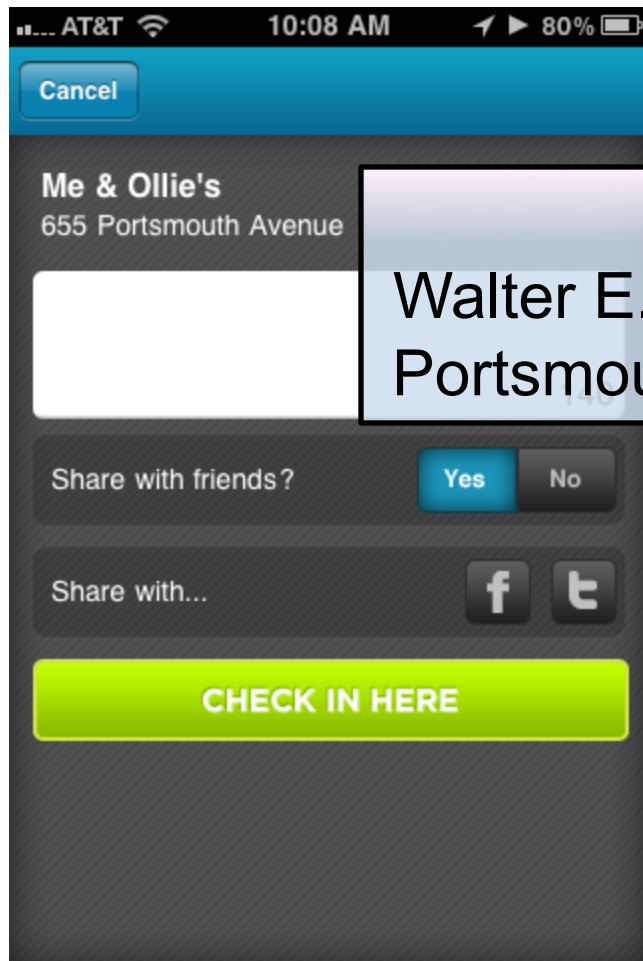 AT&T 10:08 AM 80%
Cancel
Me & Ollie's
655 Portsmouth Avenue
Walter E.
140
Share with friends? Yes No
Share with...
CHECK IN HERE